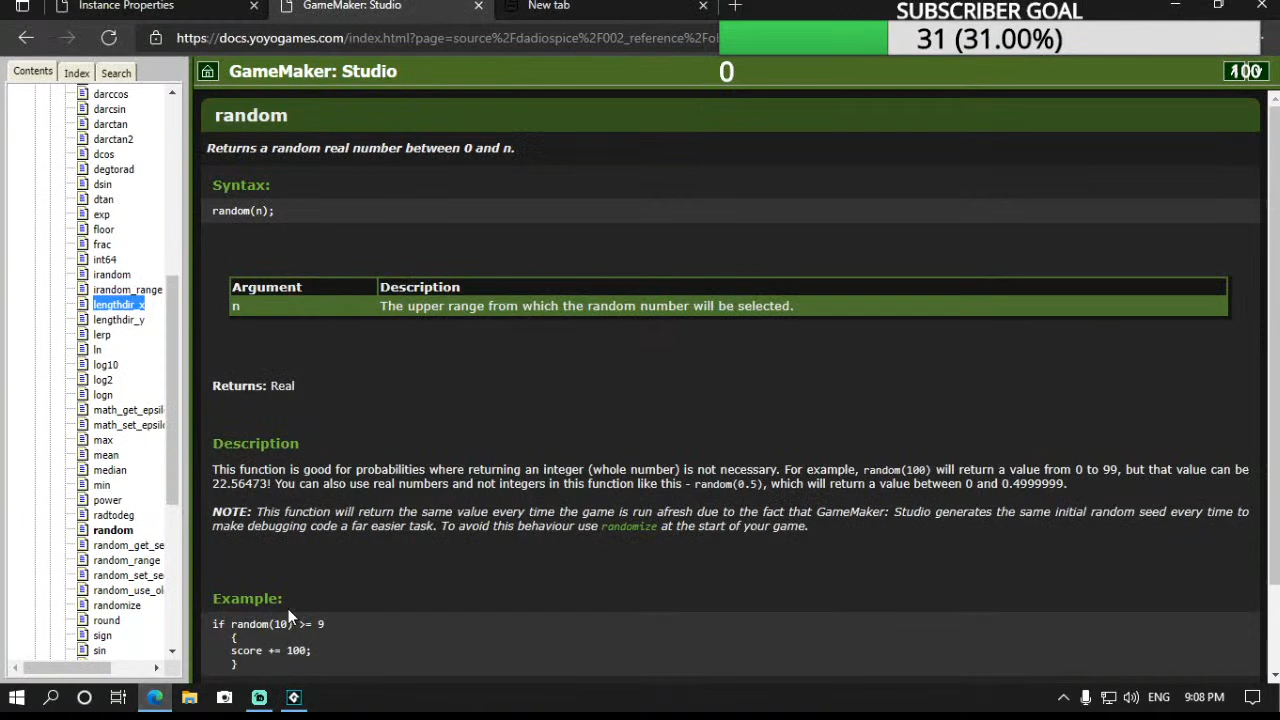 Instance Properties
GameMaker: Studio
New tab
SUBSCRIBER GOAL
31 (31.00%)
https://docs.yoyogames.com/index.html?page=source%2Fdadiospice%2F002_reference%2F
0
100
Contents
Index
Search
GameMaker: Studio
darccos
darcsin
darctan
darctan2
dcos
degtorad
dsin
dtan
exp
floor
frac
int64
irandom
irandom_range
lengthdir_x
lengthdir_y
lerp
ln
log10
log2
logn
math_get_epsil
math_set_epsil
max
mean
median
min
power
radtodeg
random
random_get_se
random_range
random_set_se
random_use_ol
randomize
round
sign
sin
random
Returns a random real number between 0 and n.
Syntax:
random(n);
Argument Description
n The upper range from which the random number will be selected.
Returns: Real
Description
This function is good for probabilities where returning an integer (whole number) is not necessary. For example, random(100) will return a value from 0 to 99, but that value can be
22.56473! You can also use real numbers and not integers in this function like this - random(0.5), which will return a value between 0 and 0.4999999.
NOTE: This function will return the same value every time the game is run afresh due to the fact that GameMaker: Studio generates the same initial random seed every time to
make debugging code a far easier task. To avoid this behaviour use randomize at the start of your game.
Example:
if random(10) >= 9
{
score += 100;
}
ENG
9:08 PM